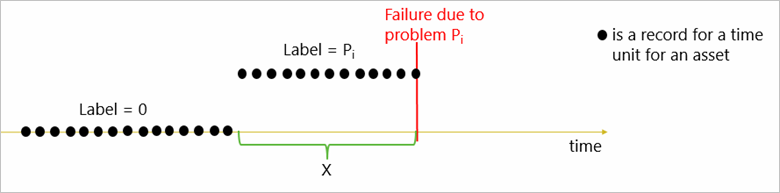 Failure due to
problem Pi
Label = Pi
● is a record for a time
unit for an asset
Label = 0
time
X